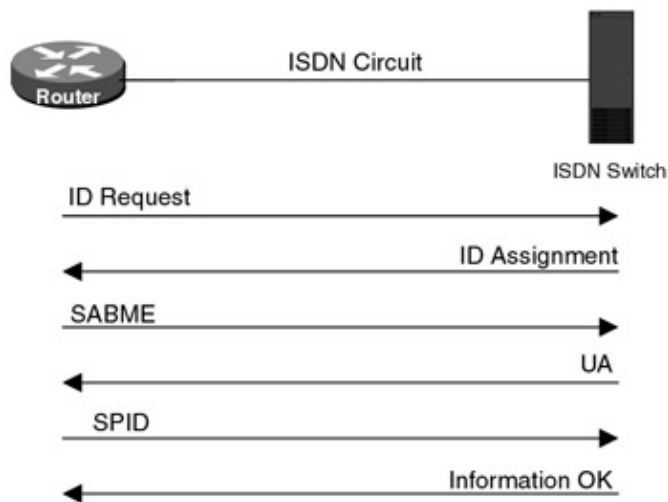 ISDN Circuit
Router
ISDN Switch
ID Request
ID Assignment
SABME
UA
SPID
Information OK